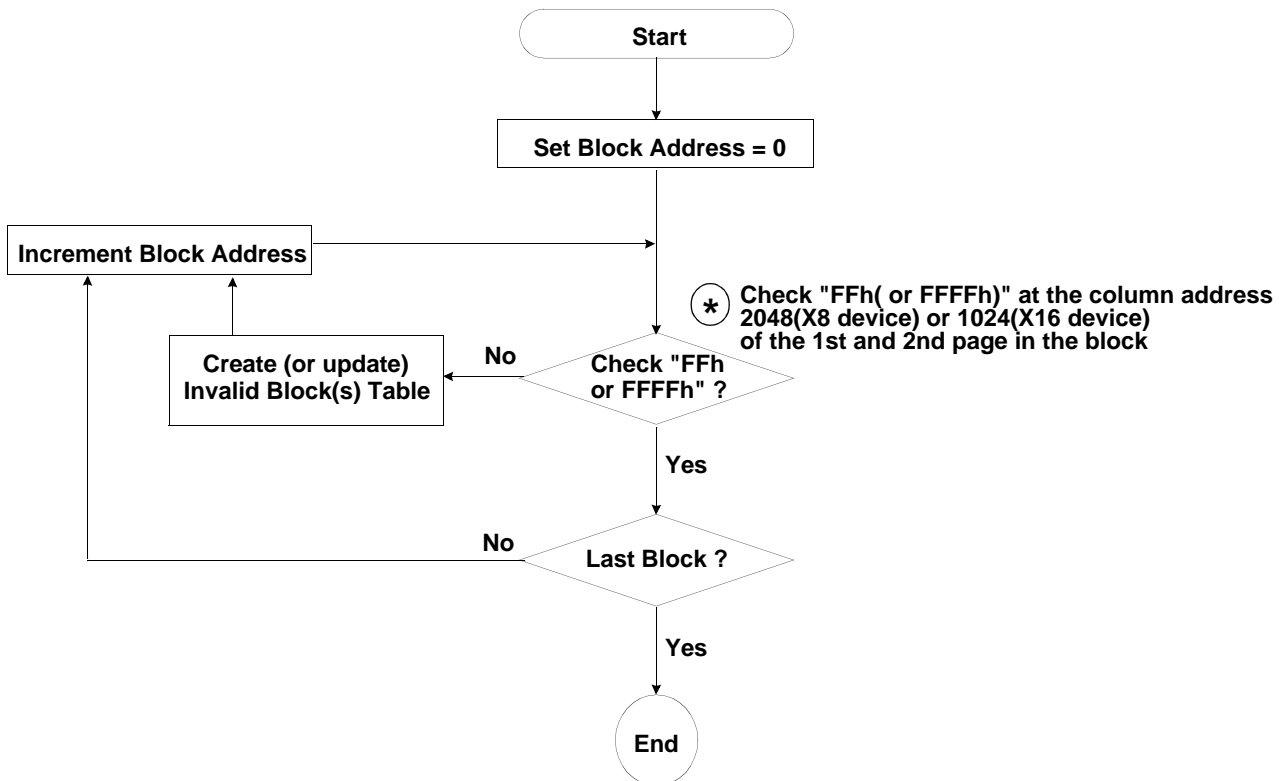 Start
Set Block Address = 0
Increment Block Address
* Check "FFh( or FFFFh)" at the column address
2048(X8 device) or 1024(X16 device)
of the 1st and 2nd page in the block
Create (or update)
Invalid Block(s) Table
No
Check "FFh
or FFFFh" ?
Yes
No
Last Block ?
Yes
End